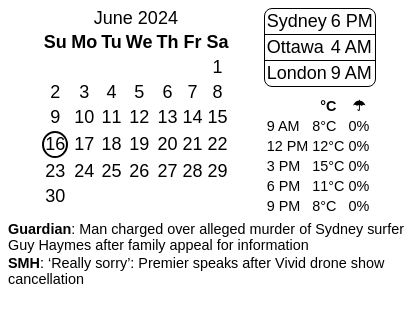 June 2024
Su Mo Tu We Th Fr Sa
1
2 3 4 5 6 7 8
9 10 11 12 13 14 15
16 17 18 19 20 21 22
23 24 25 26 27 28 29
30
Sydney 6 PM
Ottawa 4 AM
London 9 AM
°C ☂
9 AM 8°C 0%
12 PM 12°C 0%
3 PM 15°C 0%
6 PM 11°C 0%
9 PM 8°C 0%
Guardian: Man charged over alleged murder of Sydney surfer
Guy Haymes after family appeal for information
SMH: ‘Really sorry’: Premier speaks after Vivid drone show
cancellation